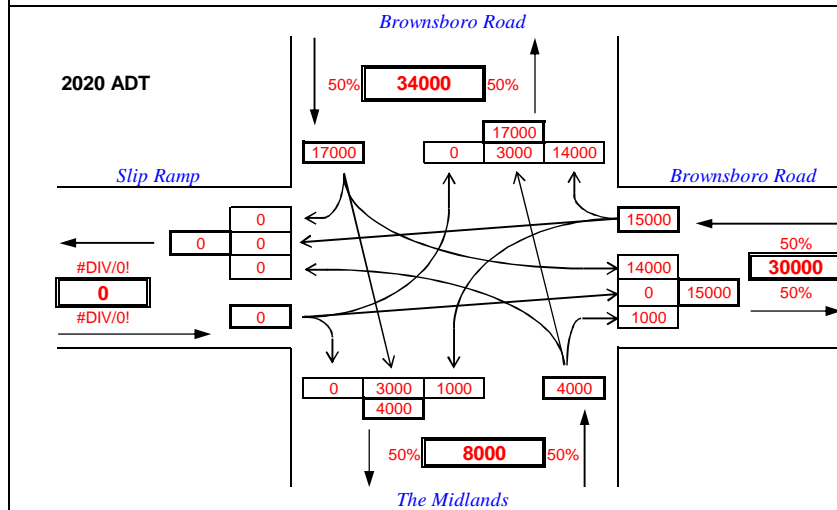 Brownsboro Road
2020 ADT
50% 34000 50%
17000
17000 0 3000 14000
Slip Ramp Brownsboro Road
0 15000
0 0
50%
#DIV/0! 0 14000 30000
0 0 15000 50%
#DIV/0! 0 1000
0 3000 1000 4000
4000
50% 8000 50%
The Midlands